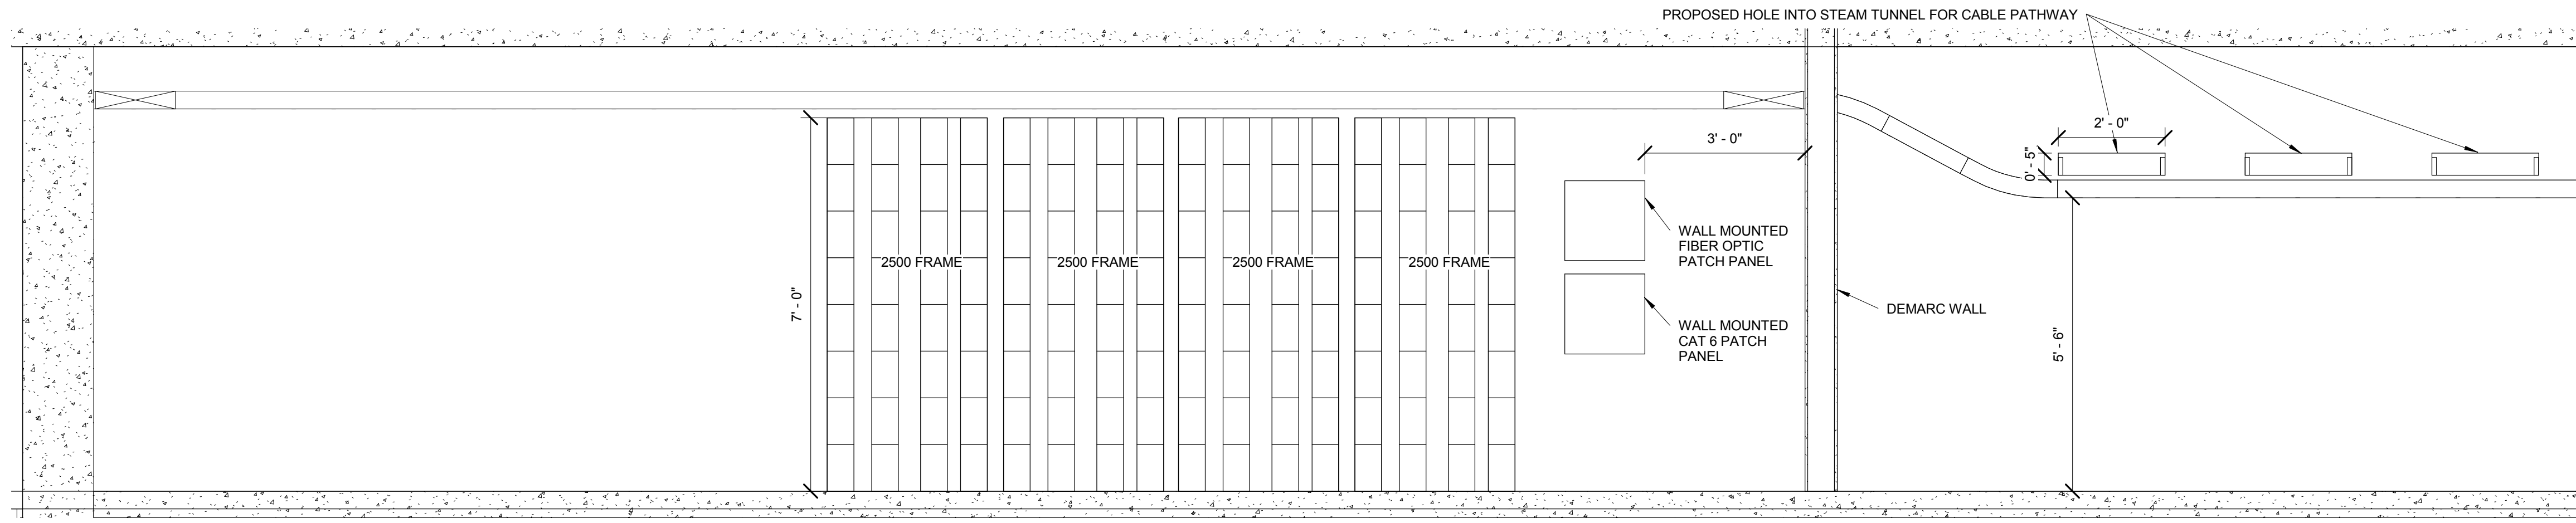 PROPOSED HOLE INTO STEAM TUNNEL FOR CABLE PATHWAY
2' - 0"
3' - 0"
0' - 5"
WALL MOUNTED
FIBER OPTIC
PATCH PANEL
2500 FRAME
2500 FRAME
2500 FRAME
2500 FRAME
7' - 0"
DEMARC WALL
WALL MOUNTED
CAT 6 PATCH
PANEL
5' - 6"